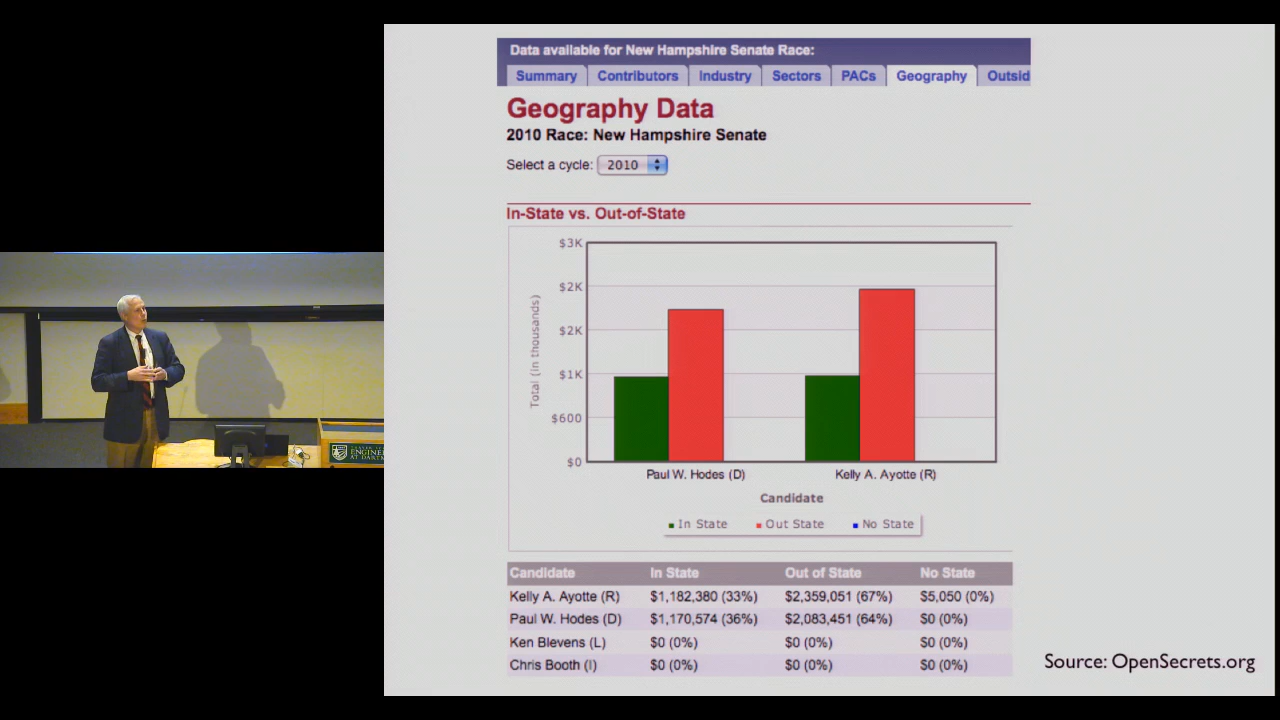 Data available for New Hampshire Senate Race:
Summary Contributors Industry Sectors PACs Geography Outsid
Geography Data
2010 Race: New Hampshire Senate
Select a cycle: 2010
In-State vs. Out-of-State
$3K
$2K
$2K
$1K
$600
$0
Total (in thousands)
Paul W. Hodes (D) Kelly A. Ayotte (R)
Candidate
In State Out State No State
Candidate In State Out of State No State
Kelly A. Ayotte (R) $1,182,380 (33%) $2,359,051 (67%) $5,050 (0%)
Paul W. Hodes (D) $1,170,574 (36%) $2,083,451 (64%) $0 (0%)
Ken Blevens (L) $0 (0%) $0 (0%) $0 (0%)
Chris Booth (I) $0 (0%) $0 (0%) $0 (0%)
Source: OpenSecrets.org
ENGINEE
AT DARTM